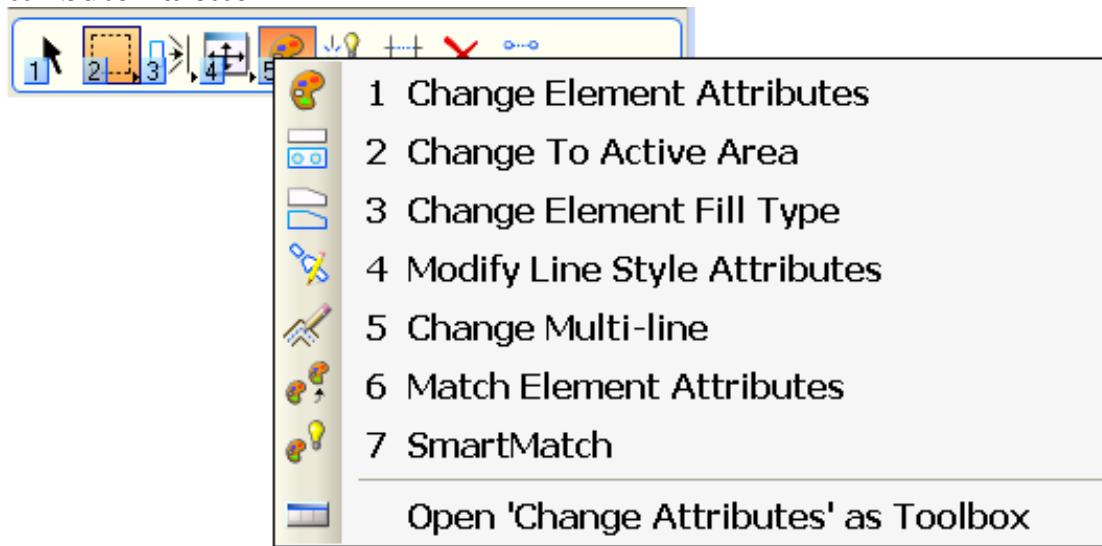 1 2 3 4 5
1 Change Element Attributes
2 Change To Active Area
3 Change Element Fill Type
4 Modify Line Style Attributes
5 Change Multi-line
6 Match Element Attributes
7 SmartMatch
Open 'Change Attributes' as Toolbox